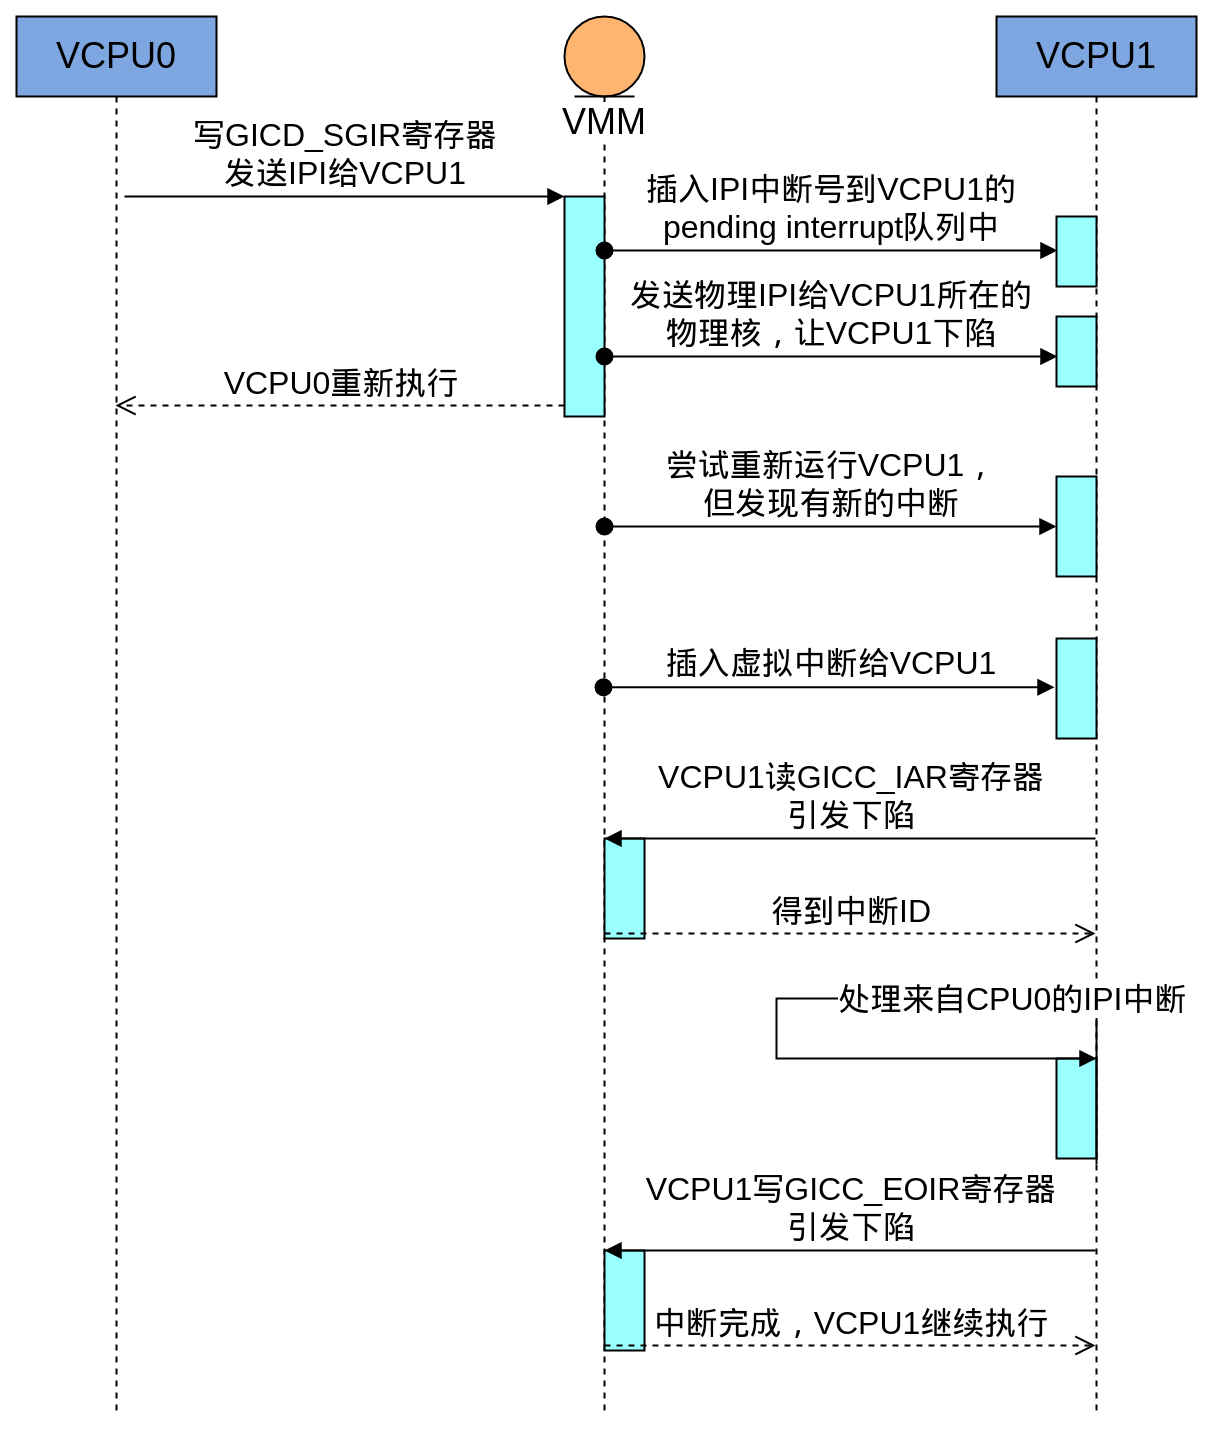 VCPU0
VMM
VCPU1
写GICD_SGIR寄存器
发送IPI给VCPU1
插入IPI中断号到VCPU1的
pending interrupt队列中
发送物理IPI给VCPU1所在的
物理核，让VCPU1下陷
VCPU0重新执行
尝试重新运行VCPU1，
但发现有新的中断
插入虚拟中断给VCPU1
VCPU1读GICC_IAR寄存器
引发下陷
得到中断ID
处理来自CPU0的IPI中断
VCPU1写GICC_EOIR寄存器
引发下陷
中断完成，VCPU1继续执行